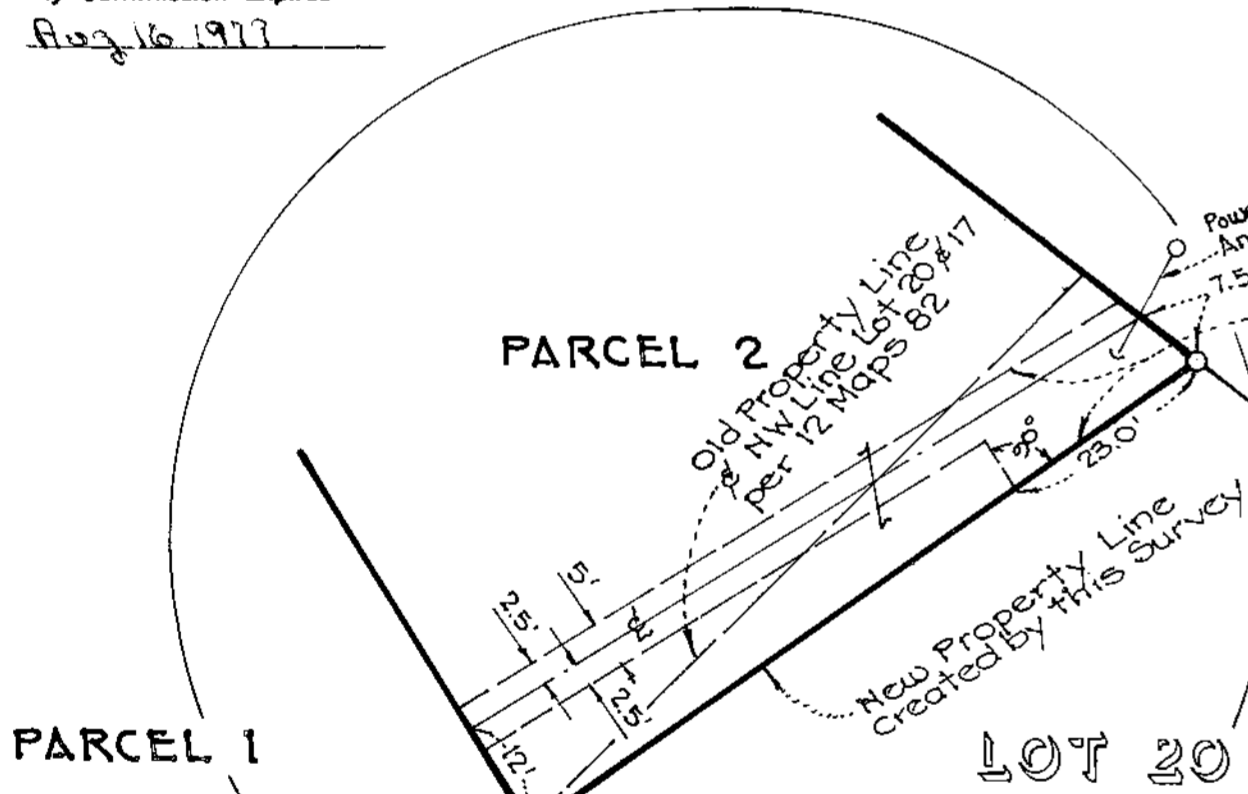 Aug 16 1977
PARCEL 2
Old Property Line
& NW Line Lot 20 & 17
per 12 Maps 82
7.5
90°
23.0'
5'
2.5'
℄
2.5'
12'
New Property Line
Created by this Survey
PARCEL 1
LOT 20